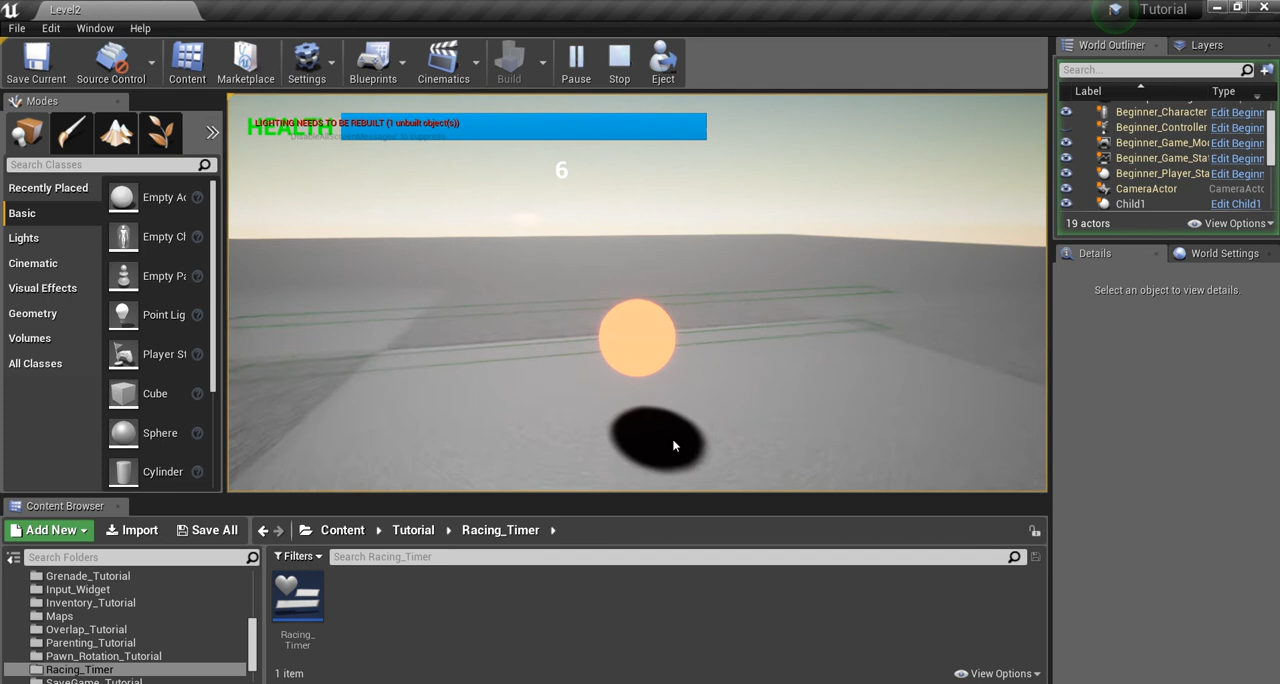 Level2
Tutorial
File Edit Window Help
Save Current Source Control Content Marketplace Settings Blueprints Cinematics Build Pause Stop Eject
World Outliner Layers
Search...
Label Type
Beginner_Character Edit Beginn
Beginner_Controller Edit Beginn
Beginner_Game_Mo Edit Beginn
Beginner_Game_Sta Edit Beginn
Beginner_Player_Sta Edit Beginn
CameraActor CameraActo
Child1 Edit Child1
19 actors View Options
Details World Settings
Select an object to view details.
Modes
Search Classes
Recently Placed
Basic
Lights
Cinematic
Visual Effects
Geometry
Volumes
All Classes
Empty Ac
Empty Ch
Empty Pa
Point Lig
Player St
Cube
Sphere
Cylinder
HEALTH
LIGHTING NEEDS TO BE REBUILT (1 unbuilt object(s))
6
Content Browser
Add New Import Save All Content Tutorial Racing_Timer
Search Folders
Filters Search Racing_Timer
Grenade_Tutorial
Input_Widget
Inventory_Tutorial
Maps
Overlap_Tutorial
Parenting_Tutorial
Pawn_Rotation_Tutorial
Racing_Timer
SaveGame_Tutorial
Racing_
Timer
1 item View Options